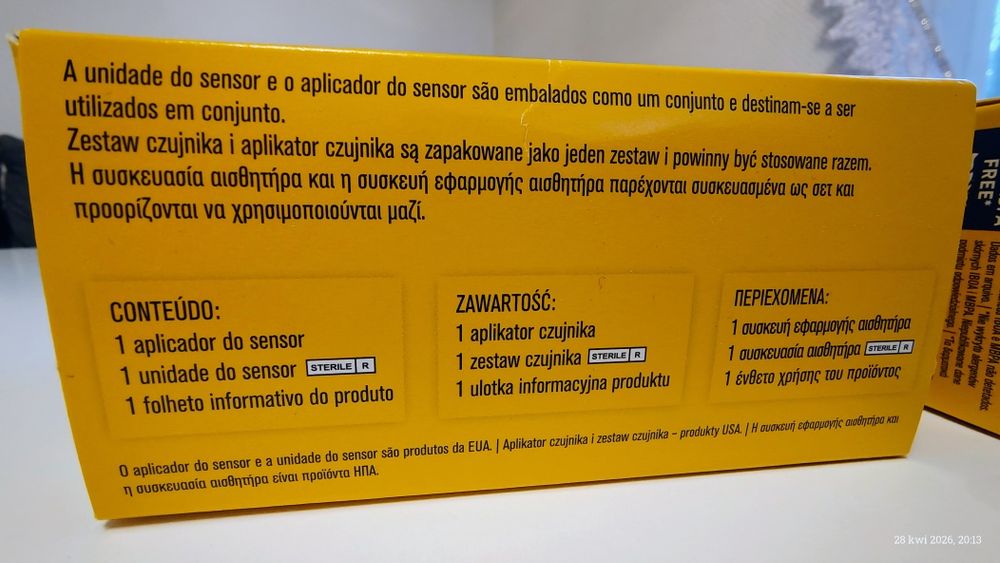 A unidade do sensor e o aplicador do sensor são embalados como um conjunto e destinam-se a ser
utilizados em conjunto.
Zestaw czujnika i aplikator czujnika są zapakowane jako jeden zestaw i powinny być stosowane razem.
Η συσκευασία αισθητήρα και η συσκευή εφαρμογής αισθητήρα παρέχονται συσκευασμένα ως σετ και
προορίζονται να χρησιμοποιούνται μαζί.
CONTEÚDO:
1 aplicador do sensor
1 unidade do sensor STERILE R
1 folheto informativo do produto
ZAWARTOŚĆ:
1 aplikator czujnika
1 zestaw czujnika STERILE R
1 ulotka informacyjna produktu
ΠΕΡΙΕΧΟΜΕΝΑ:
1 συσκευή εφαρμογής αισθητήρα
1 συσκευασία αισθητήρα STERILE R
1 ένθετο χρήσης του προϊόντος
O aplicador do sensor e a unidade do sensor são produtos da EUA. | Aplikator czujnika i zestaw czujnika – produkty USA. | Η συσκευή εφαρμογής αισθητήρα και
η συσκευασία αισθητήρα είναι προϊόντα ΗΠΑ.
FREE*
28 kwi 2026, 20:13